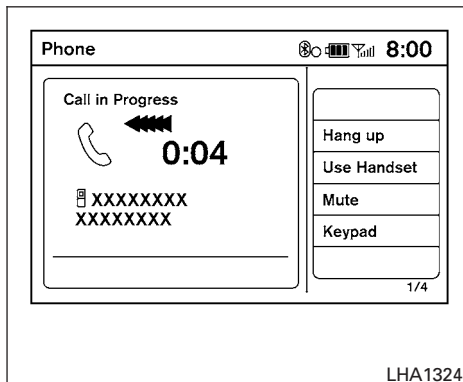 Phone 8:00
Call in Progress
0:04
XXXXXXXX
XXXXXXXX
Hang up
Use Handset
Mute
Keypad
1/4
LHA1324